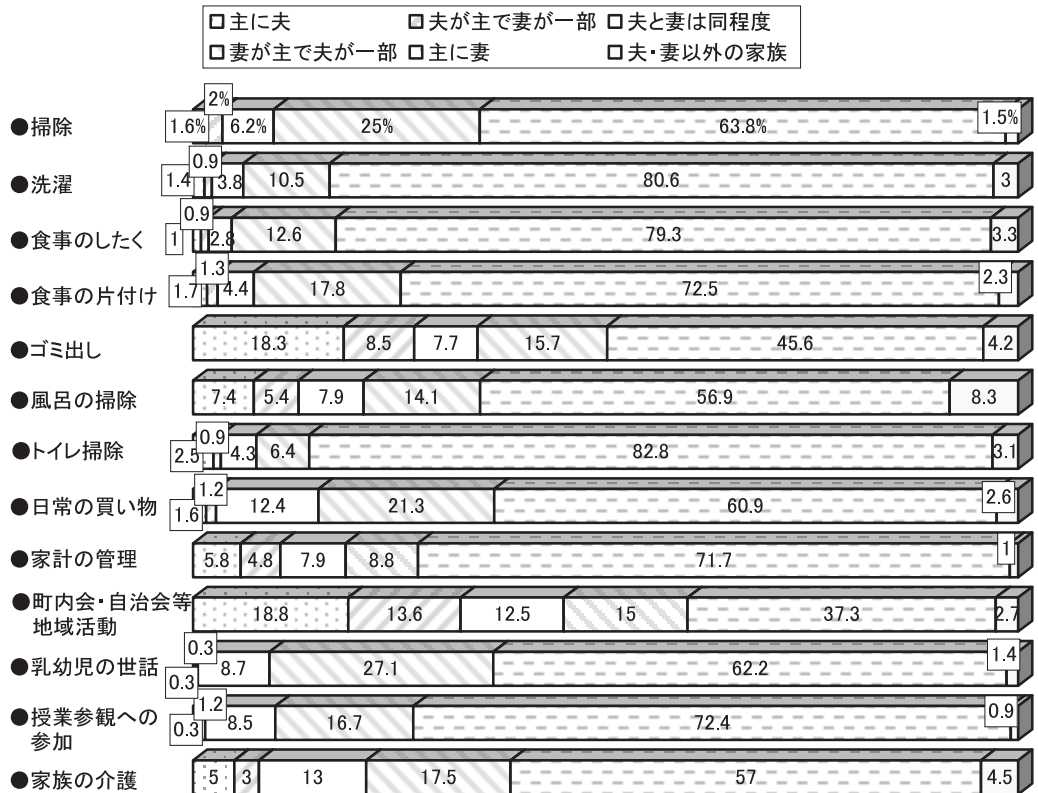 主に夫 夫が主で妻が一部 夫と妻は同程度
妻が主で夫が一部 主に妻 夫・妻以外の家族
●掃除 1.6% 2% 6.2% 25% 63.8% 1.5%
●洗濯 1.4 0.9 3.8 10.5 80.6 3
●食事のしたく 1 0.9 2.8 12.6 79.3 3.3
●食事の片付け 1.7 1.3 4.4 17.8 72.5 2.3
●ゴミ出し 18.3 8.5 7.7 15.7 45.6 4.2
●風呂の掃除 7.4 5.4 7.9 14.1 56.9 8.3
●トイレ掃除 2.5 0.9 4.3 6.4 82.8 3.1
●日常の買い物 1.6 1.2 12.4 21.3 60.9 2.6
●家計の管理 5.8 4.8 7.9 8.8 71.7 1
●町内会・自治会等
地域活動 18.8 13.6 12.5 15 37.3 2.7
●乳幼児の世話 0.3 0.3 8.7 27.1 62.2 1.4
●授業参観への
参加 0.3 1.2 8.5 16.7 72.4 0.9
●家族の介護 5 3 13 17.5 57 4.5